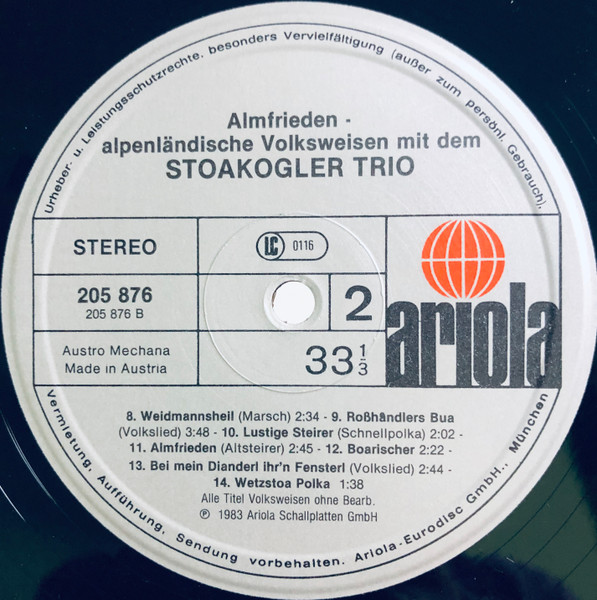 Urheber- u. Leistungsschutzrechte, besonders Vervielfältigung (außer zum persönl. Gebrauch),
Almfrieden -
alpenländische Volksweisen mit dem
STOAKOGLER TRIO
STEREO
LC 0116
205 876
205 876 B
2
Austro Mechana
Made in Austria
33 1/3
ariola
8. Weidmannsheil (Marsch) 2:34 - 9. Roßhändlers Bua
(Volkslied) 3:48 - 10. Lustige Steirer (Schnellpolka) 2:02 -
11. Almfrieden (Altsteirer) 2:45 - 12. Boarischer 2:22 -
13. Bei mein Dianderl ihr'n Fensterl (Volkslied) 2:44 -
14. Wetzstoa Polka 1:38
Alle Titel Volksweisen ohne Bearb.
℗ 1983 Ariola Schallplatten GmbH
Vermietung, Aufführung, Sendung vorbehalten. Ariola-Eurodisc GmbH., München